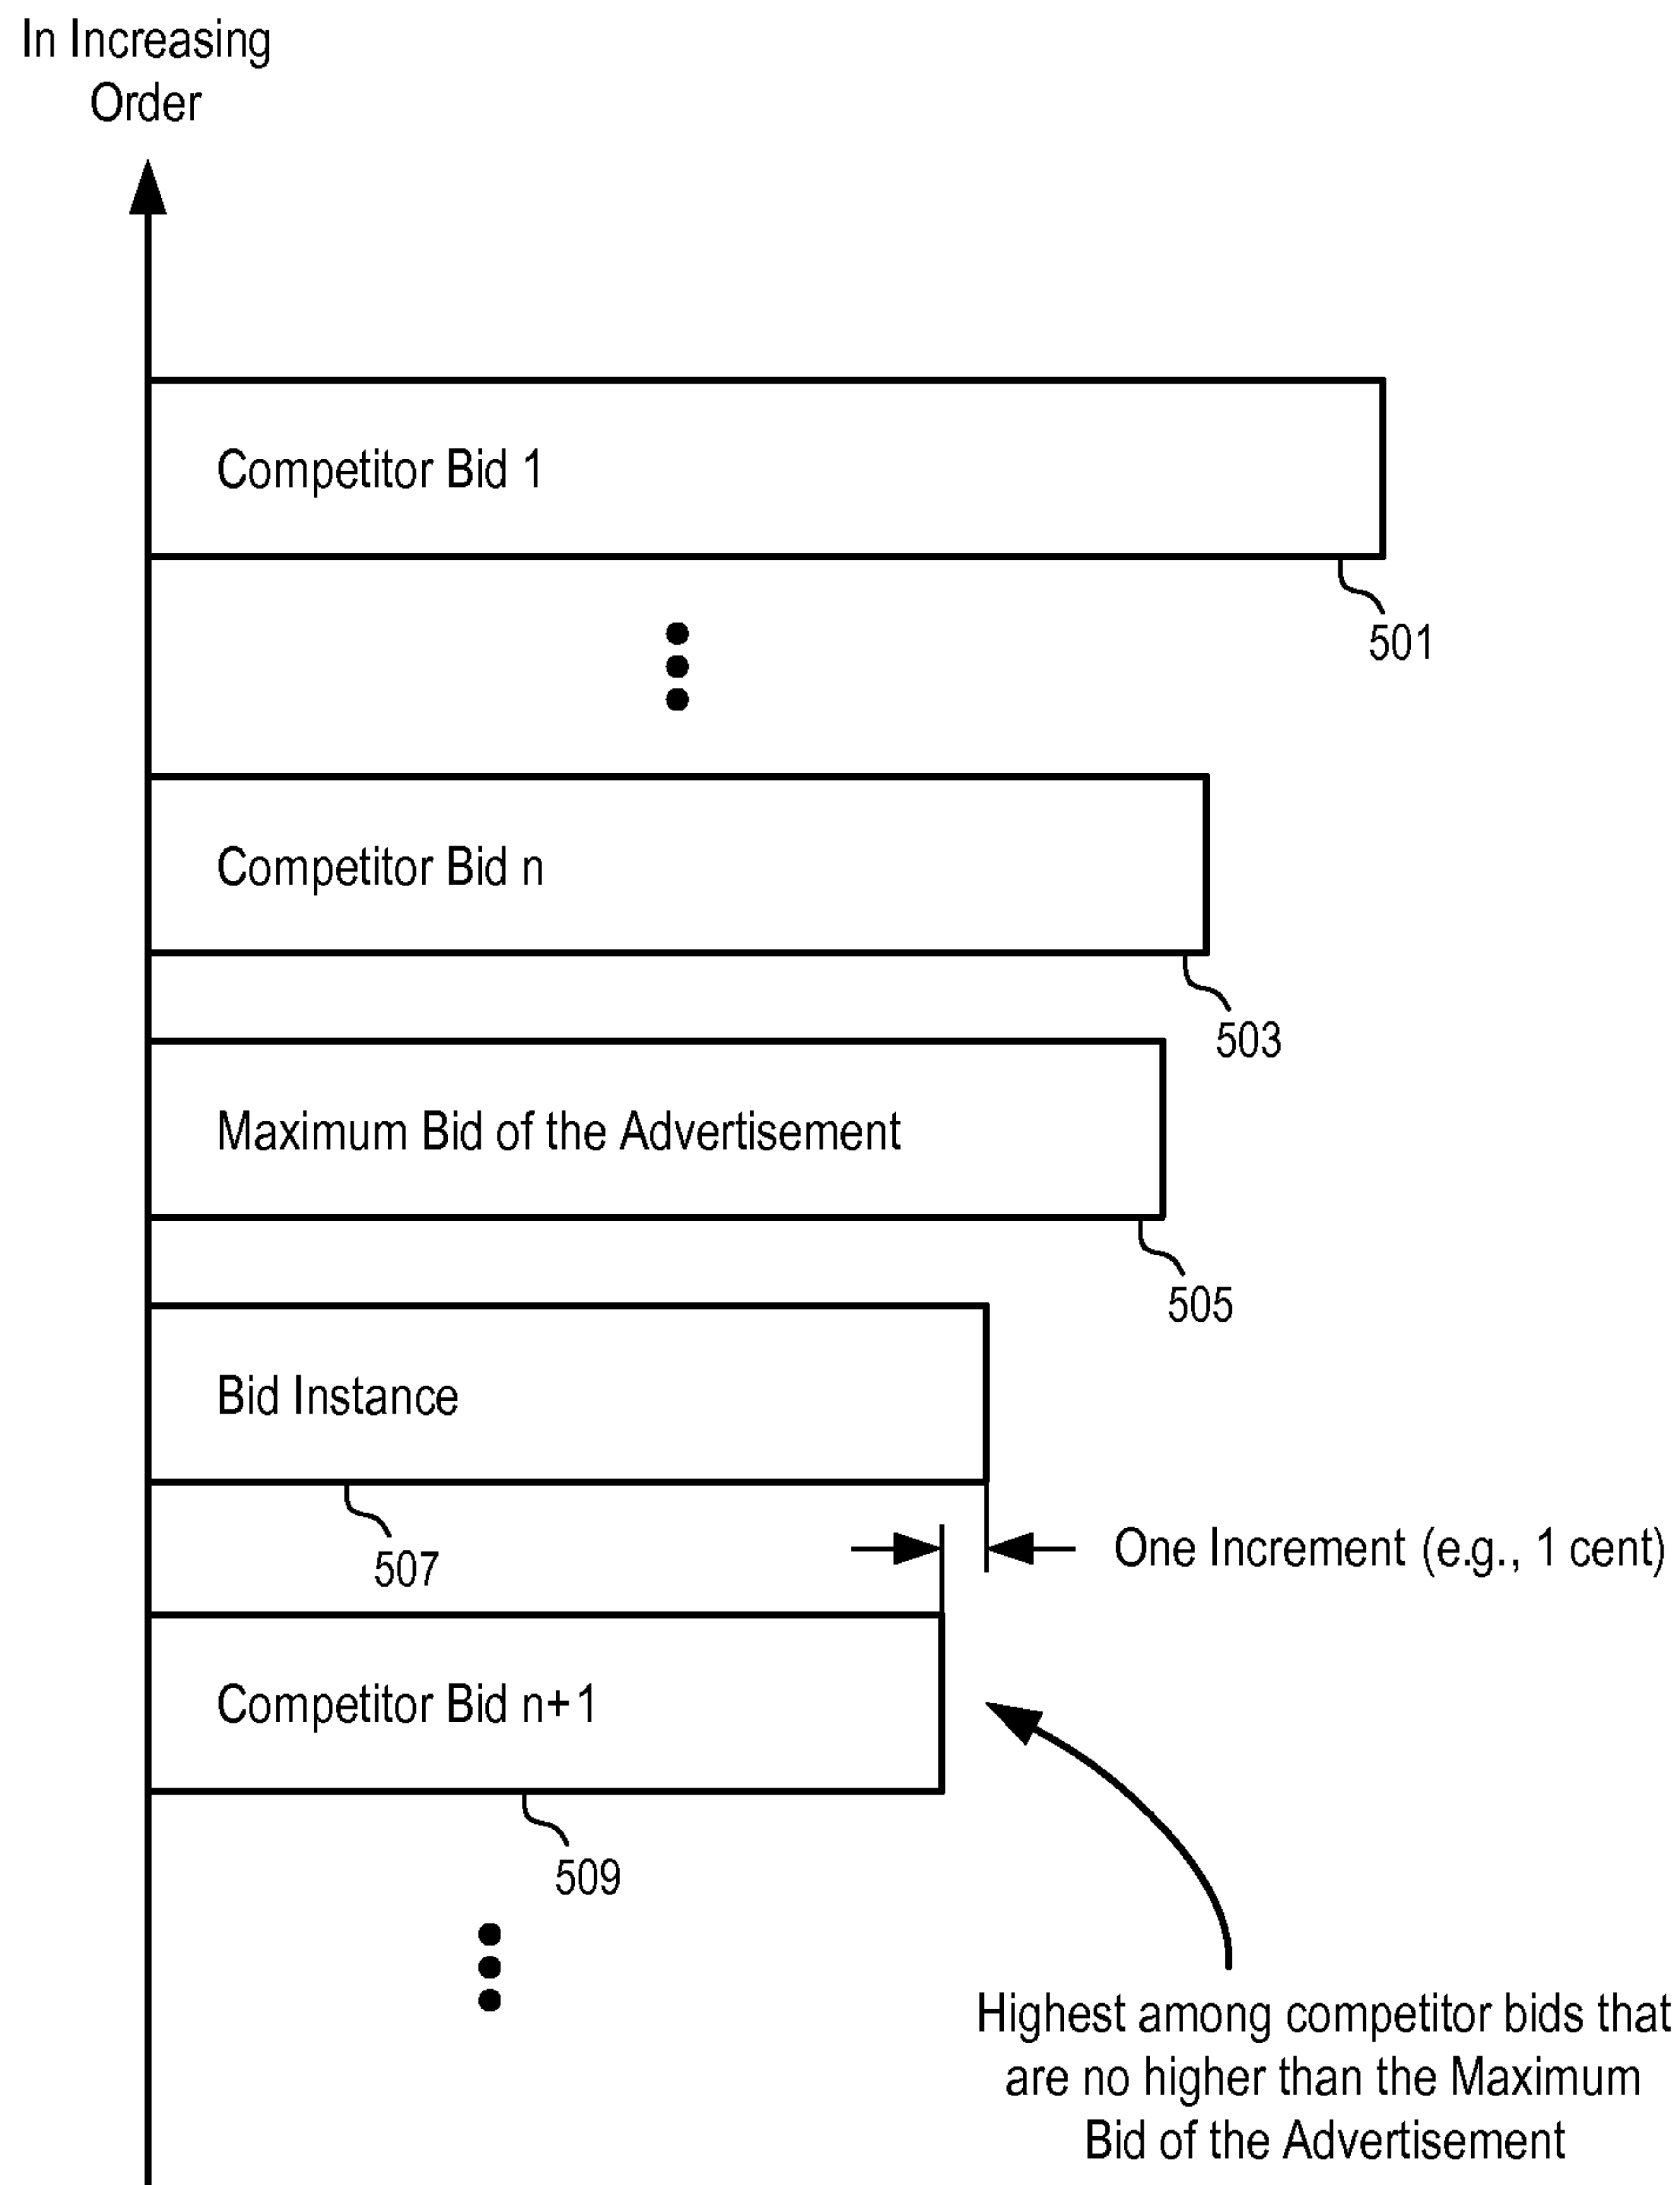 In Increasing
Order
Competitor Bid 1
501
Competitor Bid n
503
Maximum Bid of the Advertisement
505
Bid Instance
507
One Increment (e.g., 1 cent)
Competitor Bid n+1
509
Highest among competitor bids that
are no higher than the Maximum
Bid of the Advertisement